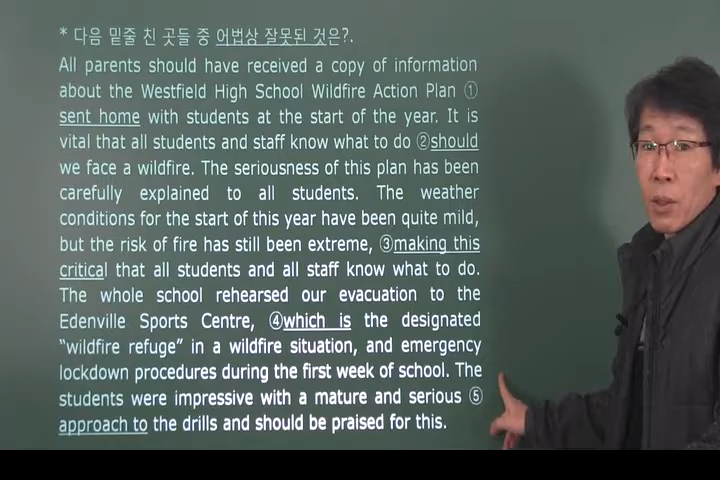 * 다음 밑줄 친 곳들 중 어법상 잘못된 것은?.
All parents should have received a copy of information
about the Westfield High School Wildfire Action Plan ①
sent home with students at the start of the year. It is
vital that all students and staff know what to do ②should
we face a wildfire. The seriousness of this plan has been
carefully explained to all students. The weather
conditions for the start of this year have been quite mild,
but the risk of fire has still been extreme, ③making this
critical that all students and all staff know what to do.
The whole school rehearsed our evacuation to the
Edenville Sports Centre, ④which is the designated
“wildfire refuge” in a wildfire situation, and emergency
lockdown procedures during the first week of school. The
students were impressive with a mature and serious ⑤
approach to the drills and should be praised for this.